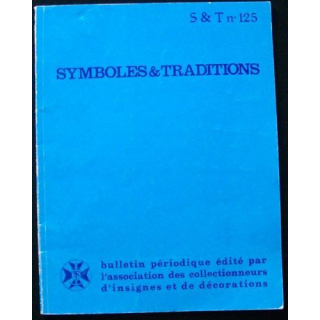 S & T n° 125
SYMBOLES & TRADITIONS
bulletin périodique édité par
l'association des collectionneurs
d'insignes et de décorations